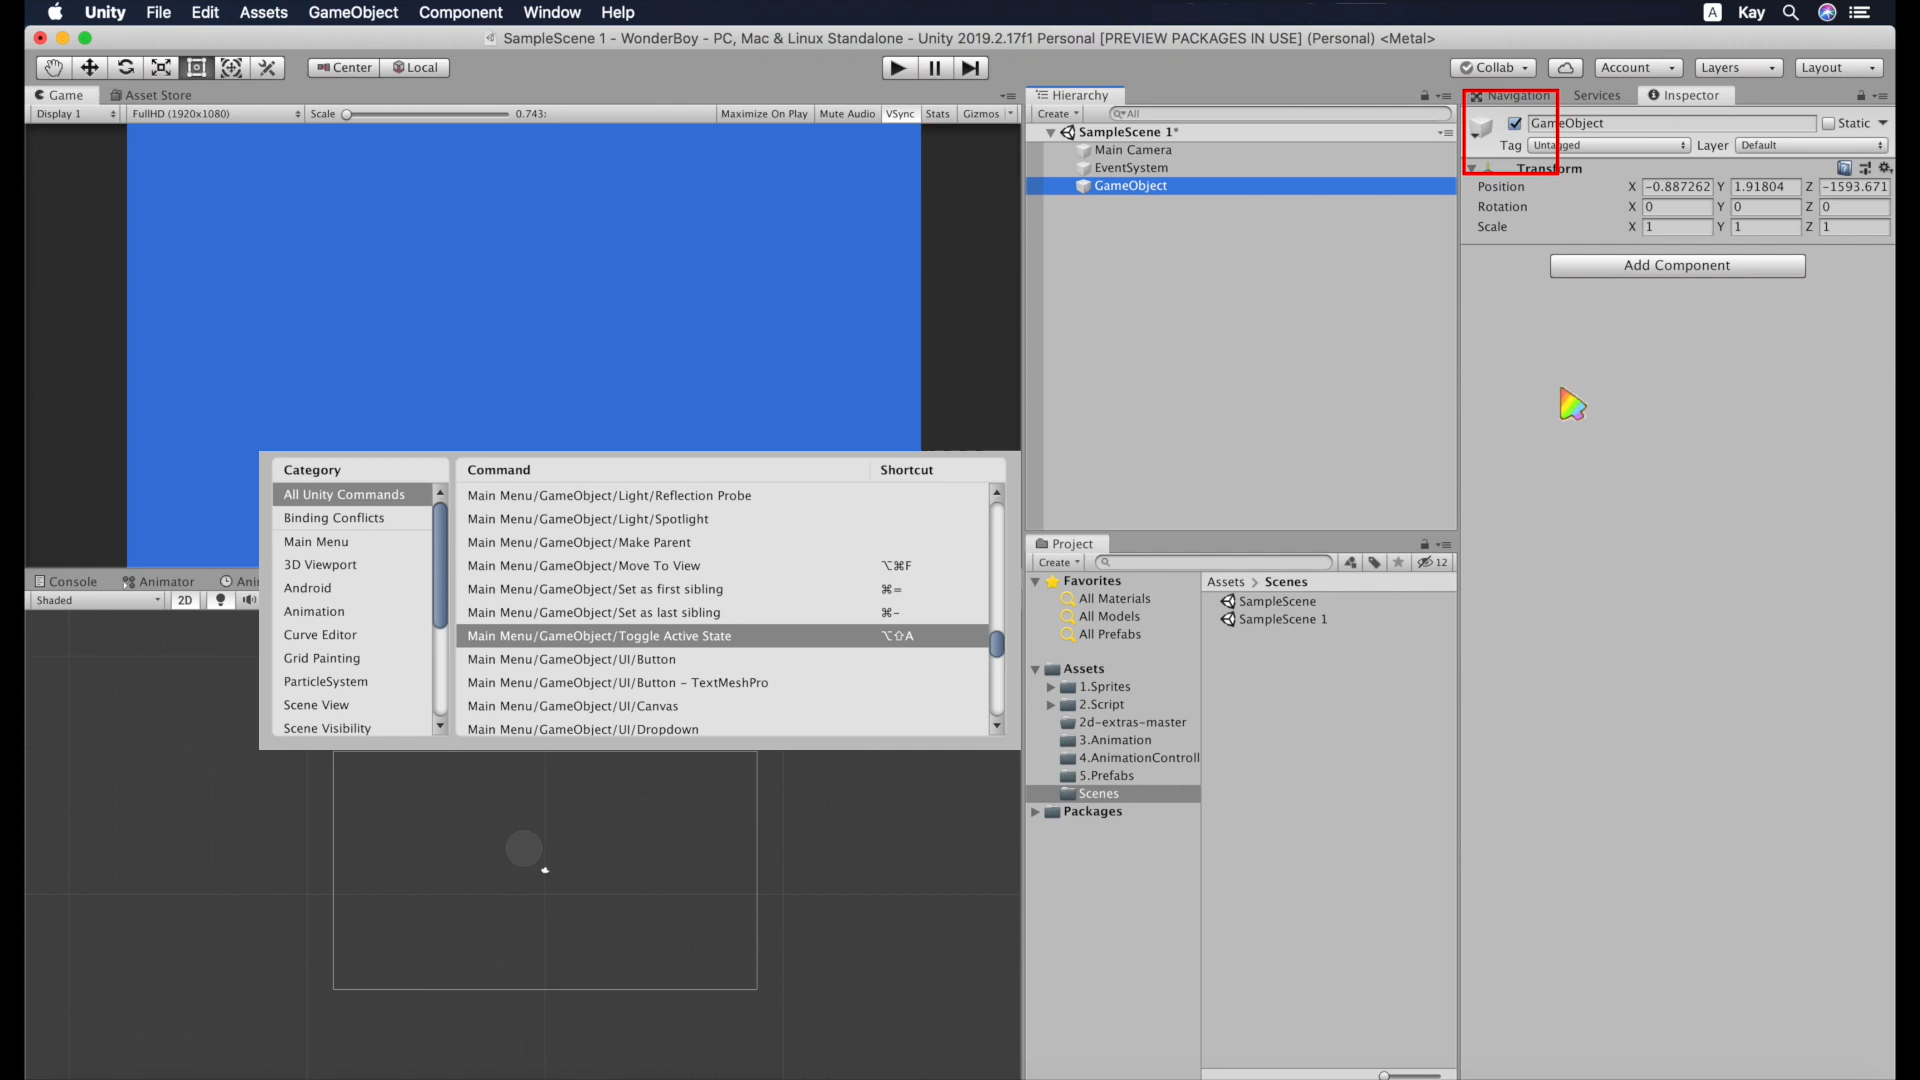 Unity File Edit Assets GameObject Component Window Help A Kay
SampleScene 1 - WonderBoy - PC, Mac & Linux Standalone - Unity 2019.2.17f1 Personal [PREVIEW PACKAGES IN USE] (Personal) <Metal>
Center Local Collab Account Layers Layout
Game Asset Store
Display 1 FullHD (1920x1080) Scale 0.743: Maximize On Play Mute Audio VSync Stats Gizmos
Hierarchy
Create All
SampleScene 1*
Main Camera
EventSystem
GameObject
Navigation Services Inspector
GameObject Static
Tag Untagged Layer Default
Transform
Position X -0.887262 Y 1.91804 Z -1593.671
Rotation X 0 Y 0 Z 0
Scale X 1 Y 1 Z 1
Add Component
Category
All Unity Commands
Binding Conflicts
Main Menu
3D Viewport
Android
Animation
Curve Editor
Grid Painting
ParticleSystem
Scene View
Scene Visibility
Command Shortcut
Main Menu/GameObject/Light/Reflection Probe
Main Menu/GameObject/Light/Spotlight
Main Menu/GameObject/Make Parent
Main Menu/GameObject/Move To View ⌥⌘F
Main Menu/GameObject/Set as first sibling ⌘=
Main Menu/GameObject/Set as last sibling ⌘-
Main Menu/GameObject/Toggle Active State ⌥⇧A
Main Menu/GameObject/UI/Button
Main Menu/GameObject/UI/Button - TextMeshPro
Main Menu/GameObject/UI/Canvas
Main Menu/GameObject/UI/Dropdown
Console Animator Ani
Shaded 2D
Project
Create 12
Favorites
All Materials
All Models
All Prefabs
Assets
1.Sprites
2.Script
2d-extras-master
3.Animation
4.AnimationControll
5.Prefabs
Scenes
Packages
Assets > Scenes
SampleScene
SampleScene 1